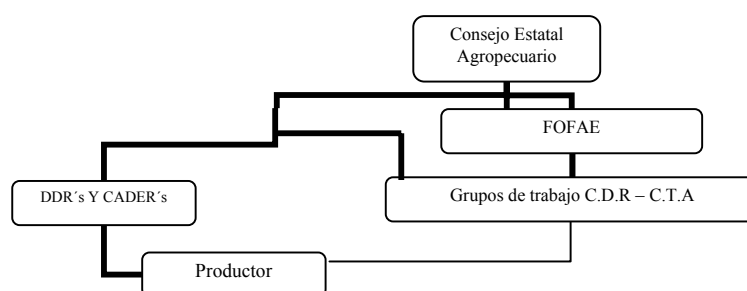 Consejo Estatal
Agropecuario
FOFAE
DDR´s Y CADER´s
Grupos de trabajo C.D.R – C.T.A
Productor